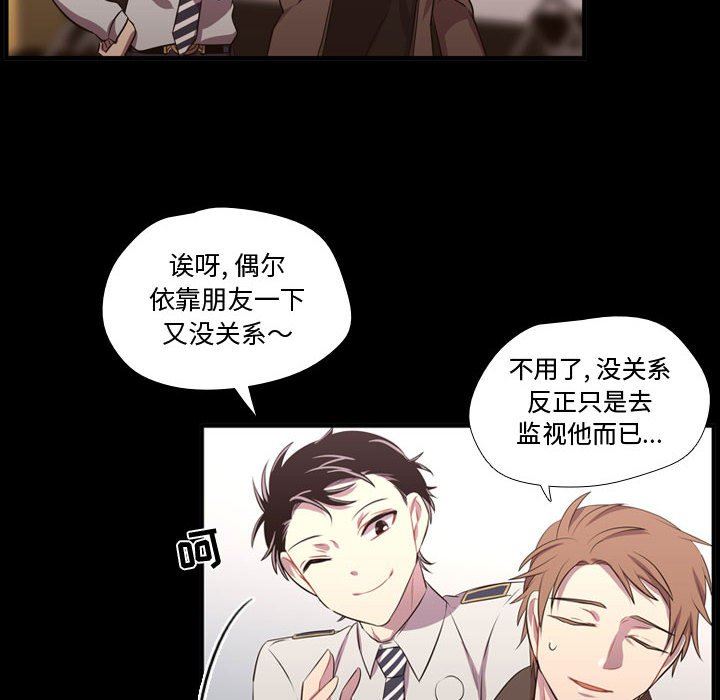 诶呀, 偶尔
依靠朋友一下
又没关系～
不用了, 没关系
反正只是去
监视他而已...
呵